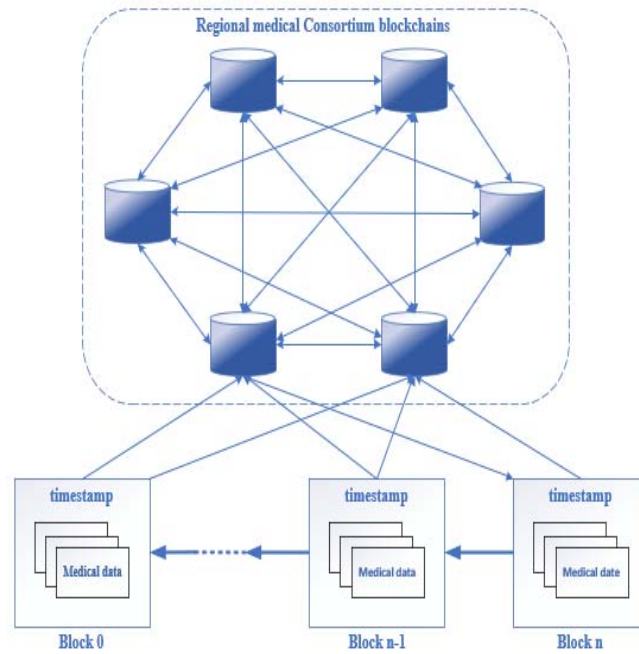 Regional medical Consortium blockchains
timestamp
Medical data
Block 0
timestamp
Medical data
Block n-1
timestamp
Medical date
Block n